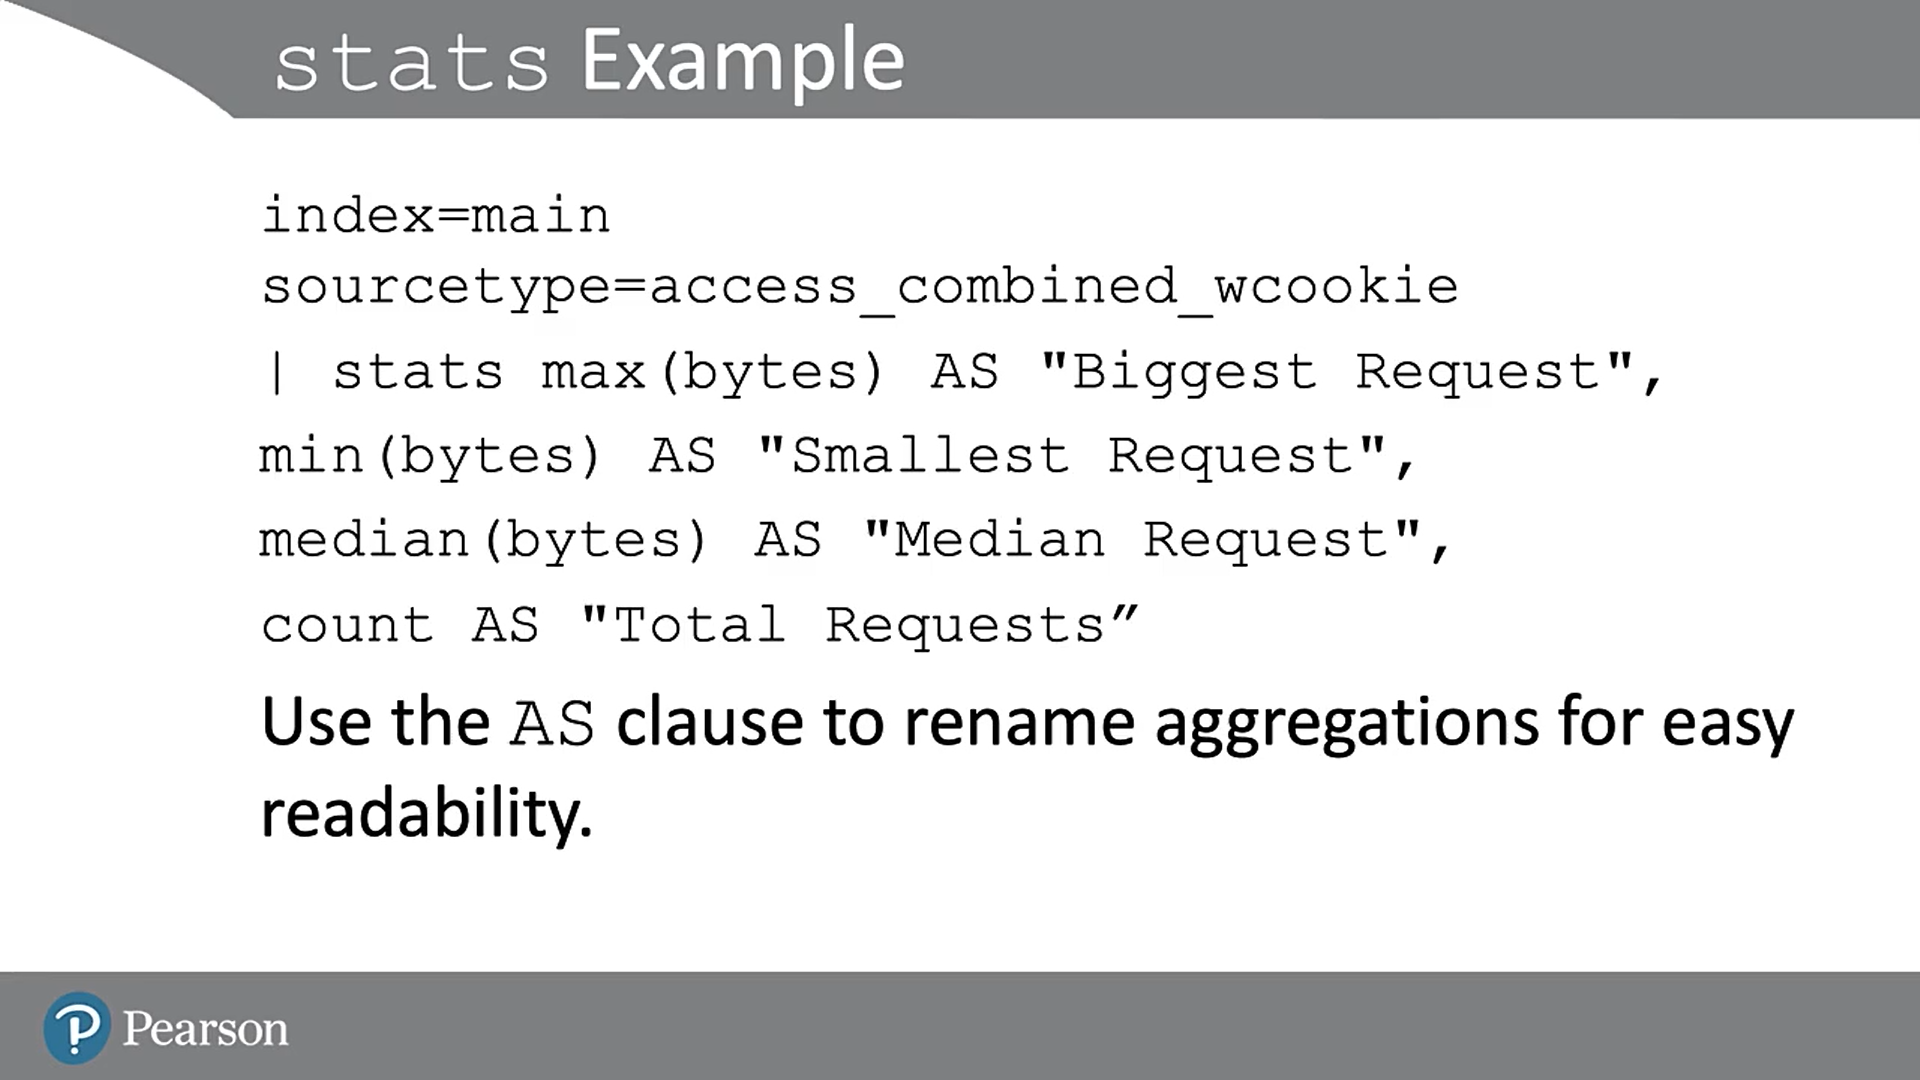 stats Example
index=main
sourcetype=access_combined_wcookie
| stats max(bytes) AS "Biggest Request",
min(bytes) AS "Smallest Request",
median(bytes) AS "Median Request",
count AS "Total Requests”
Use the AS clause to rename aggregations for easy
readability.
Pearson